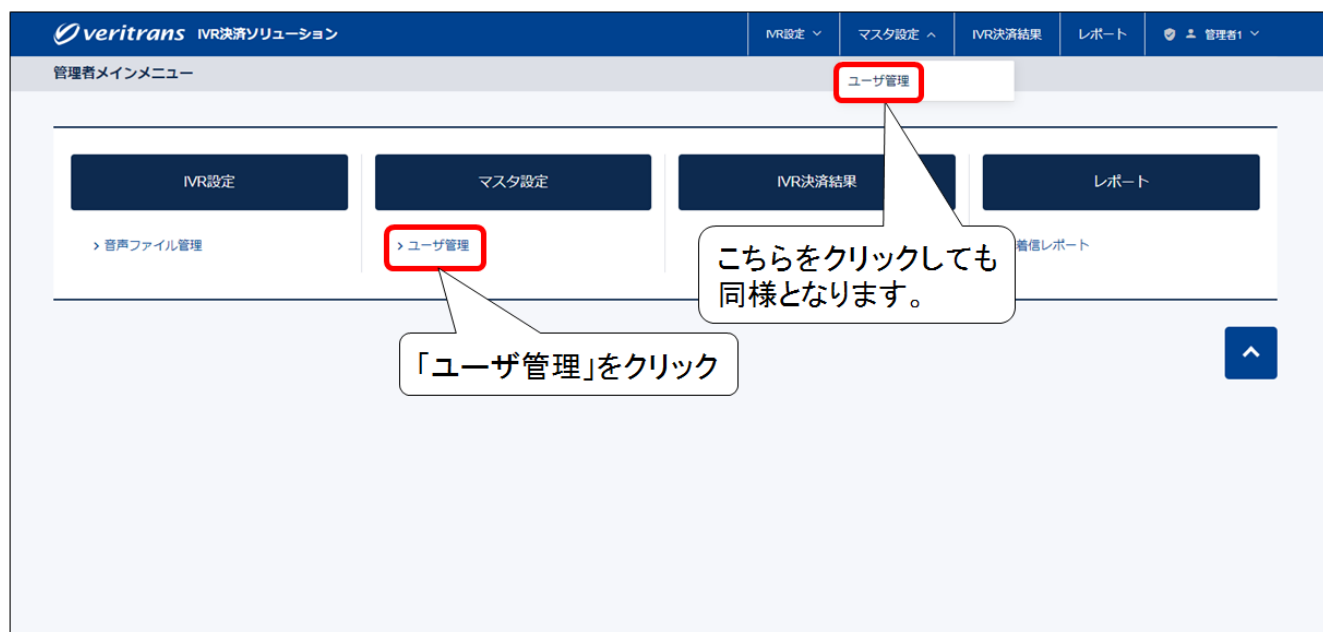 veritrans IVR決済ソリューション
IVR設定 マスタ設定 IVR決済結果 レポート 管理者1
管理者メインメニュー
ユーザ管理
IVR設定 マスタ設定 IVR決済結果 レポート
音声ファイル管理 ユーザ管理 着信レポート
こちらをクリックしても
同様となります。
「ユーザ管理」をクリック